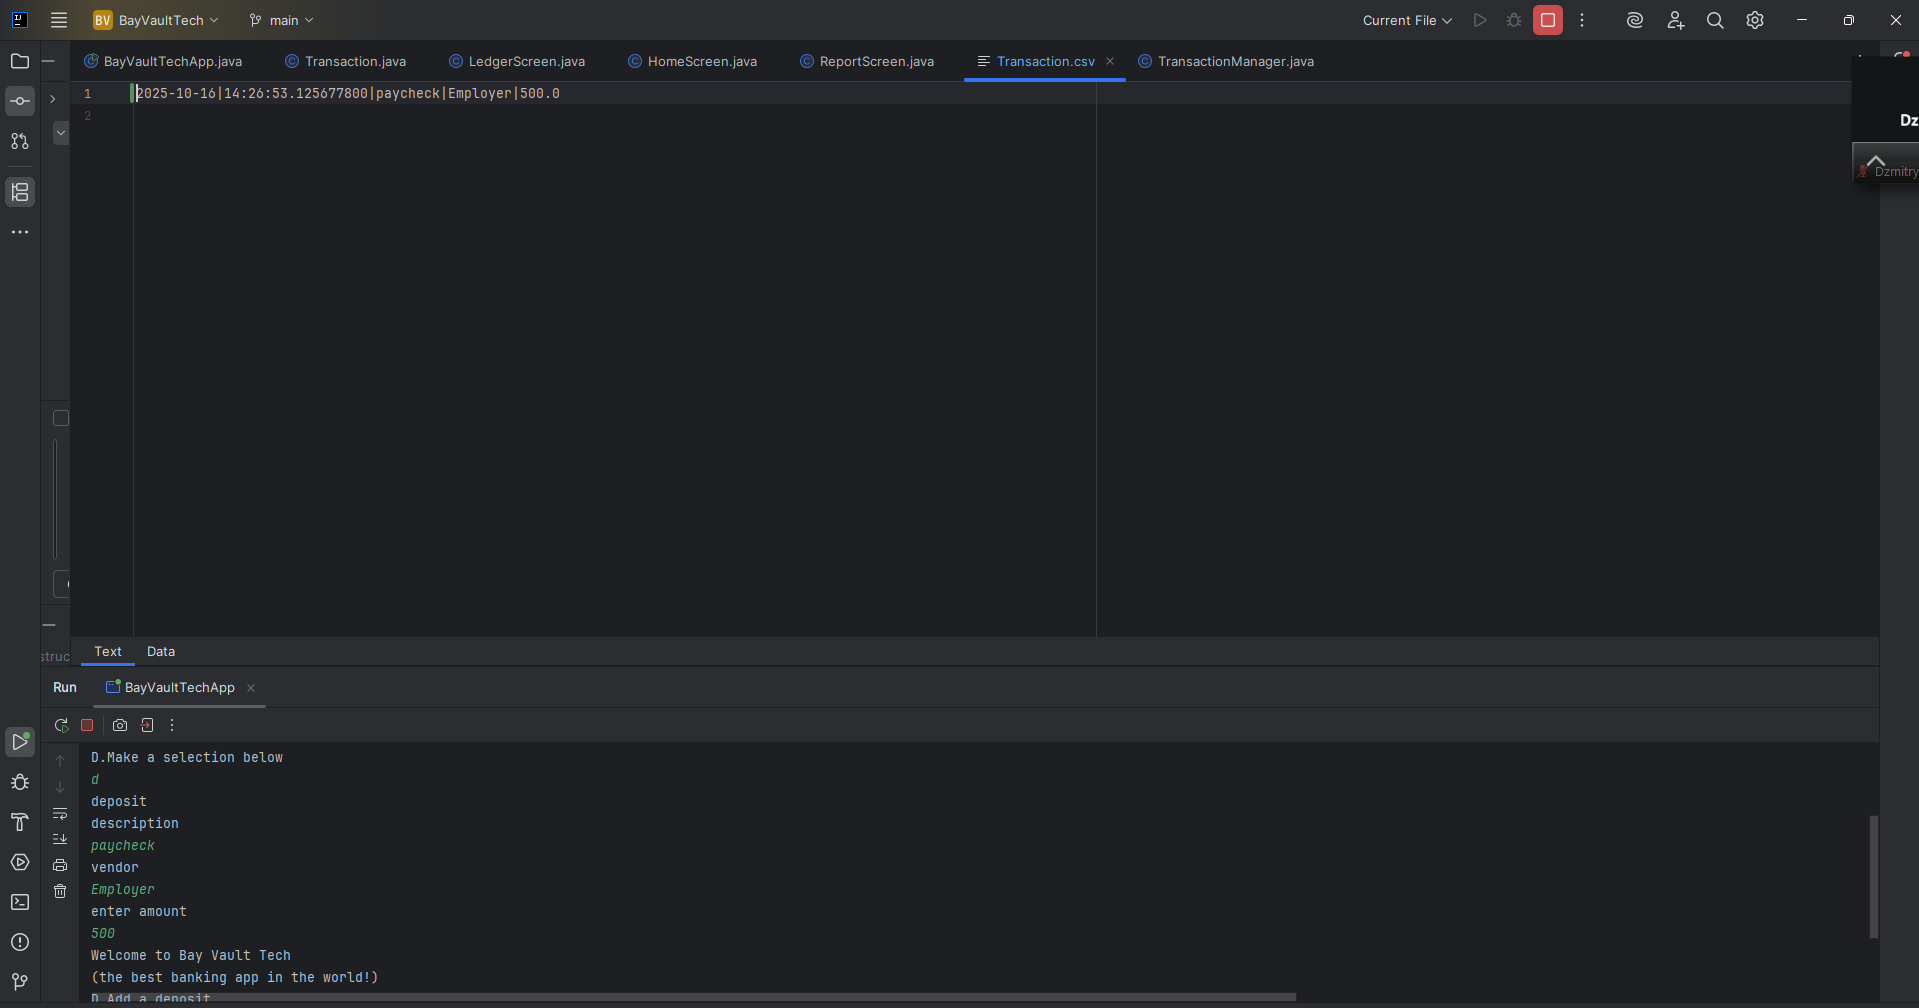 BV BayVaultTech main Current File
BayVaultTechApp.java Transaction.java LedgerScreen.java HomeScreen.java ReportScreen.java Transaction.csv TransactionManager.java
1 2025-10-16|14:26:53.125677800|paycheck|Employer|500.0
2
Dz
Dzmitry
struc Text Data
Run BayVaultTechApp
D.Make a selection below
d
deposit
description
paycheck
vendor
Employer
enter amount
500
Welcome to Bay Vault Tech
(the best banking app in the world!)
D.Add a deposit